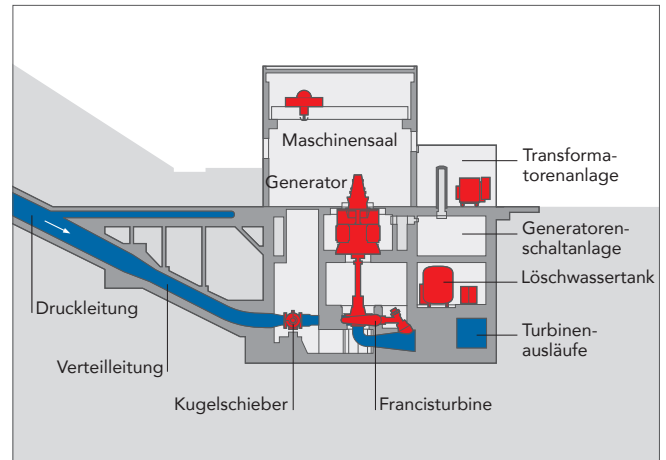 Maschinensaal
Generator
Transforma-
torenanlage
Generatoren-
schaltanlage
Löschwassertank
Turbinen-
ausläufe
Druckleitung
Verteilleitung
Kugelschieber
Francisturbine